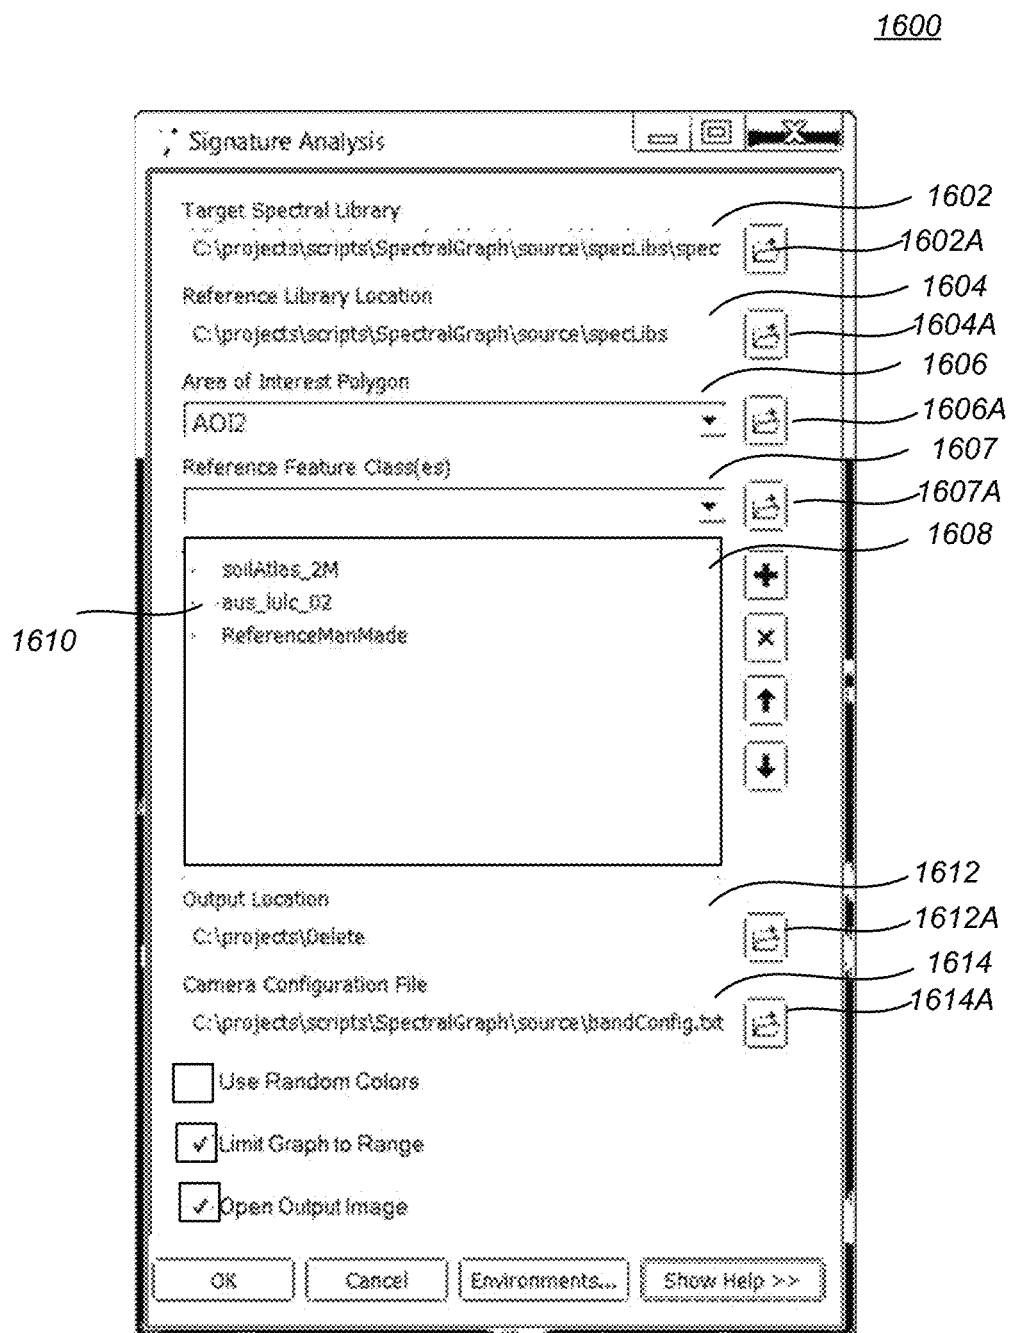 1600
Signature Analysis
Target Spectral Library
1602
C:\projects\scripts\SpectralGraph\source\specLibs\spec
1602A
Reference Library Location
1604
C:\projects\scripts\SpectralGraph\source\specLibs
1604A
Area of Interest Polygon
1606
AOI2
1606A
Reference Feature Class(es)
1607
1607A
1608
soilAtlas_2M
aus_lulc_02
1610
ReferenceManMade
Output Location
1612
C:\projects\Delete
1612A
Camera Configuration File
1614
C:\projects\scripts\SpectralGraph\source\bandConfig.txt
1614A
Use Random Colors
Limit Graph to Range
Open Output Image
OK
Cancel
Environments...
Show Help >>